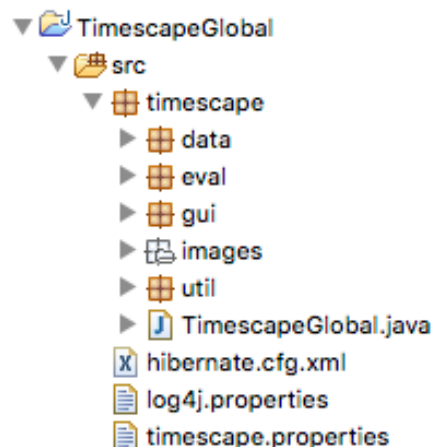 TimescapeGlobal
src
timescape
data
eval
gui
images
util
TimescapeGlobal.java
hibernate.cfg.xml
log4j.properties
timescape.properties